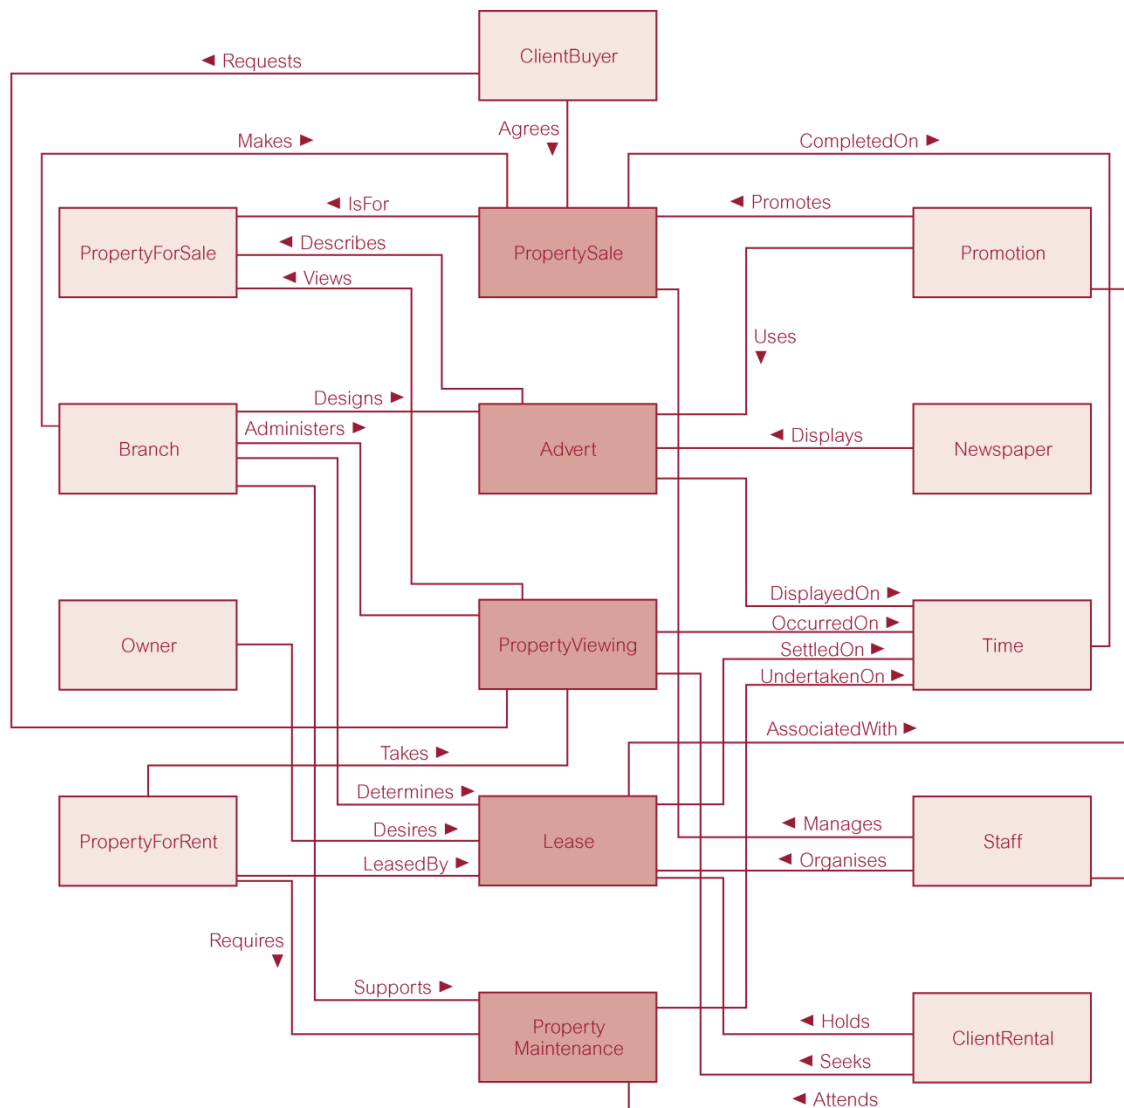 ClientBuyer
◄ Requests
Agrees
▼
Makes ►
CompletedOn ►
◄ IsFor
◄ Promotes
PropertyForSale
◄ Describes
PropertySale
Promotion
◄ Views
Uses
▼
Designs ►
Administers ►
◄ Displays
Branch
Advert
Newspaper
DisplayedOn ►
OccurredOn ►
Owner
PropertyViewing
SettledOn ►
Time
UndertakenOn ►
AssociatedWith ►
Takes ►
Determines ►
PropertyForRent
Desires ►
Lease
◄ Manages
Staff
LeasedBy ►
◄ Organises
Requires
▼
Supports ►
Property
Maintenance
◄ Holds
ClientRental
◄ Seeks
◄ Attends